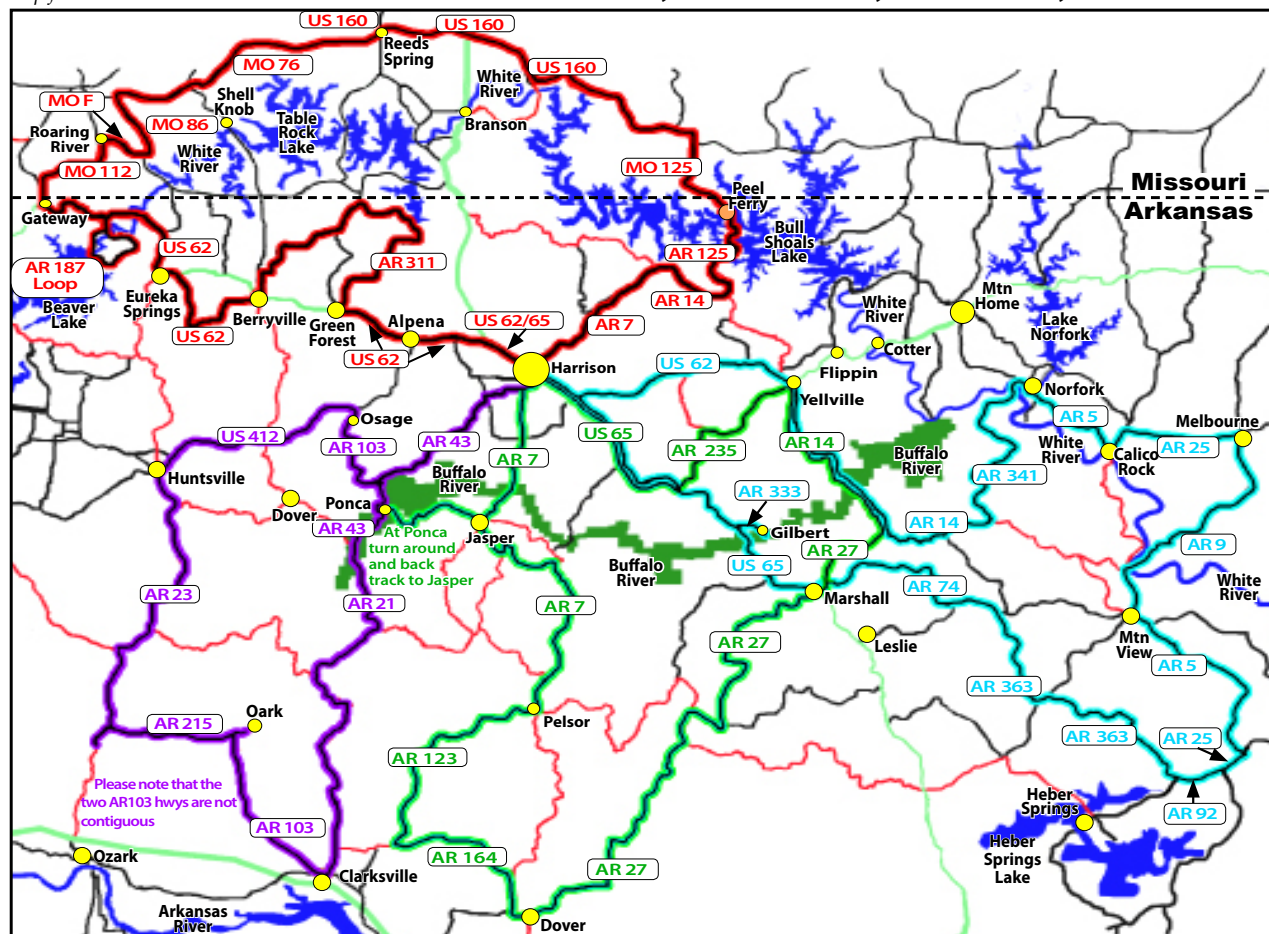 US 160
US 160
Reeds
Spring
MO 76
US 160
White
River
MO F
Shell
Knob
Table
Rock
Lake
Branson
Roaring
River
MO 86
White
River
MO 112
MO 125
Missouri
Peel
Ferry
Arkansas
Gateway
Bull
Shoals
Lake
US 62
AR 311
AR 125
AR 187
Loop
Eureka
Springs
Beaver
Lake
Mtn
Home
AR 14
White
River
Berryville
Green
Forest
US 62
Alpena
US 62/65
AR 7
Lake
Norfork
US 62
Cotter
Harrison
US 62
Flippin
Yellville
Norfork
Osage
AR 5
Melbourne
US 412
AR 103
AR 43
US 65
AR 235
AR 14
AR 25
White
River
Calico
Rock
Huntsville
AR 7
Buffalo
River
Buffalo
River
AR 341
Dover
Ponca
AR 333
AR 43
Jasper
Gilbert
AR 14
At Ponca
turn around
and back
track to Jasper
Buffalo
River
AR 27
AR 9
US 65
White
River
AR 23
AR 21
AR 7
Marshall
AR 74
Mtn
View
Leslie
AR 27
AR 5
AR 363
Oark
AR 215
Pelsor
AR 363
AR 25
AR 123
Please note that the
two AR103 hwys are not
contiguous
Heber
Springs
AR 92
AR 103
Heber
Springs
Lake
Ozark
AR 164
AR 27
Clarksville
Arkansas
River
Dover